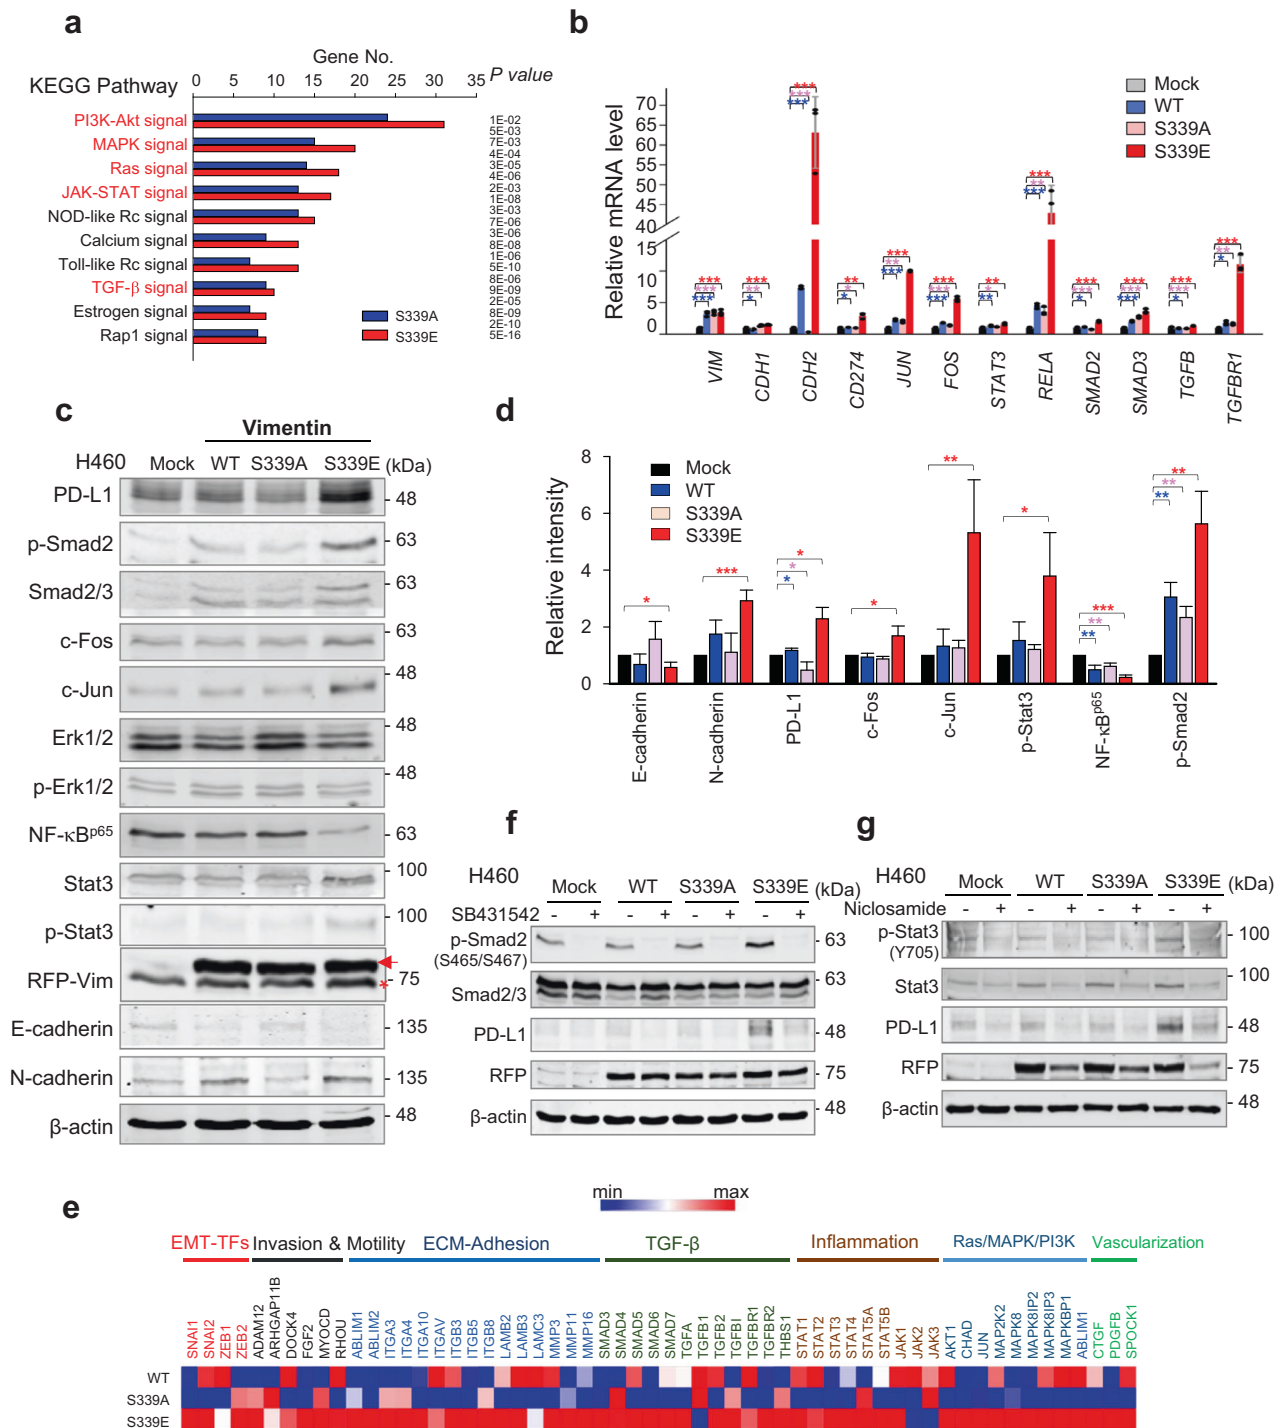 a
Gene No.
KEGG Pathway
0 5 10 15 20 25 30 35
P value
PI3K-Akt signal
MAPK signal
Ras signal
JAK-STAT signal
NOD-like Rc signal
Calcium signal
Toll-like Rc signal
TGF-β signal
Estrogen signal
Rap1 signal
1E-02
5E-03
7E-03
4E-04
3E-05
4E-06
2E-03
1E-08
3E-03
7E-06
3E-06
8E-08
1E-06
5E-10
8E-06
8E-09
2E-05
8E-09
2E-10
5E-16
S339A
S339E
b
Relative mRNA level
70
65
60
55
50
45
40
15
10
5
0
Mock
WT
S339A
S339E
VIM
CDH1
CDH2
CD274
JUN
FOS
STAT3
RELA
SMAD2
SMAD3
TGFB
TGFBR1
c
Vimentin
H460 Mock WT S339A S339E (kDa)
PD-L1 48
p-Smad2 63
Smad2/3 63
c-Fos 63
c-Jun 48
Erk1/2 48
p-Erk1/2 48
NF-κBp65 63
Stat3 100
p-Stat3 100
RFP-Vim 75 *
E-cadherin 135
N-cadherin 135
β-actin 48
d
Relative intensity
8
6
4
2
0
Mock
WT
S339A
S339E
E-cadherin
N-cadherin
PD-L1
c-Fos
c-Jun
p-Stat3
NF-κBp65
p-Smad2
f
H460 Mock WT S339A S339E (kDa)
SB431542 - + - + - + - +
p-Smad2 63
(S465/S467)
Smad2/3 63
PD-L1 48
RFP 75
β-actin 48
g
H460 Mock WT S339A S339E (kDa)
Niclosamide - + - + - + - +
p-Stat3 100
(Y705)
Stat3 100
PD-L1 48
RFP 75
β-actin 48
e
min max
EMT-TFs Invasion & Motility ECM-Adhesion TGF-β Inflammation Ras/MAPK/PI3K Vascularization
SNAI1
SNAI2
ZEB1
ZEB2
ADAM12
ARHGAP11B
DOCK4
FGF2
MYOCD
RHOU
ABLIM1
ABLIM2
ITGA3
ITGA4
ITGA10
ITGAV
ITGB3
ITGB5
ITGB8
LAMB2
LAMB3
LAMC3
MMP3
MMP11
MMP16
SMAD3
SMAD4
SMAD5
SMAD6
SMAD7
TGFA
TGFB1
TGFB2
TGFBI
TGFBR1
TGFBR2
THBS1
STAT1
STAT2
STAT3
STAT4
STAT5A
STAT5B
JAK1
JAK2
JAK3
AKT1
CHAD
JUN
MAP2K2
MAPK8
MAPK8IP2
MAPK8IP3
MAPKBP1
ABLIM1
CTGF
PDGFB
SPOCK1
WT
S339A
S339E